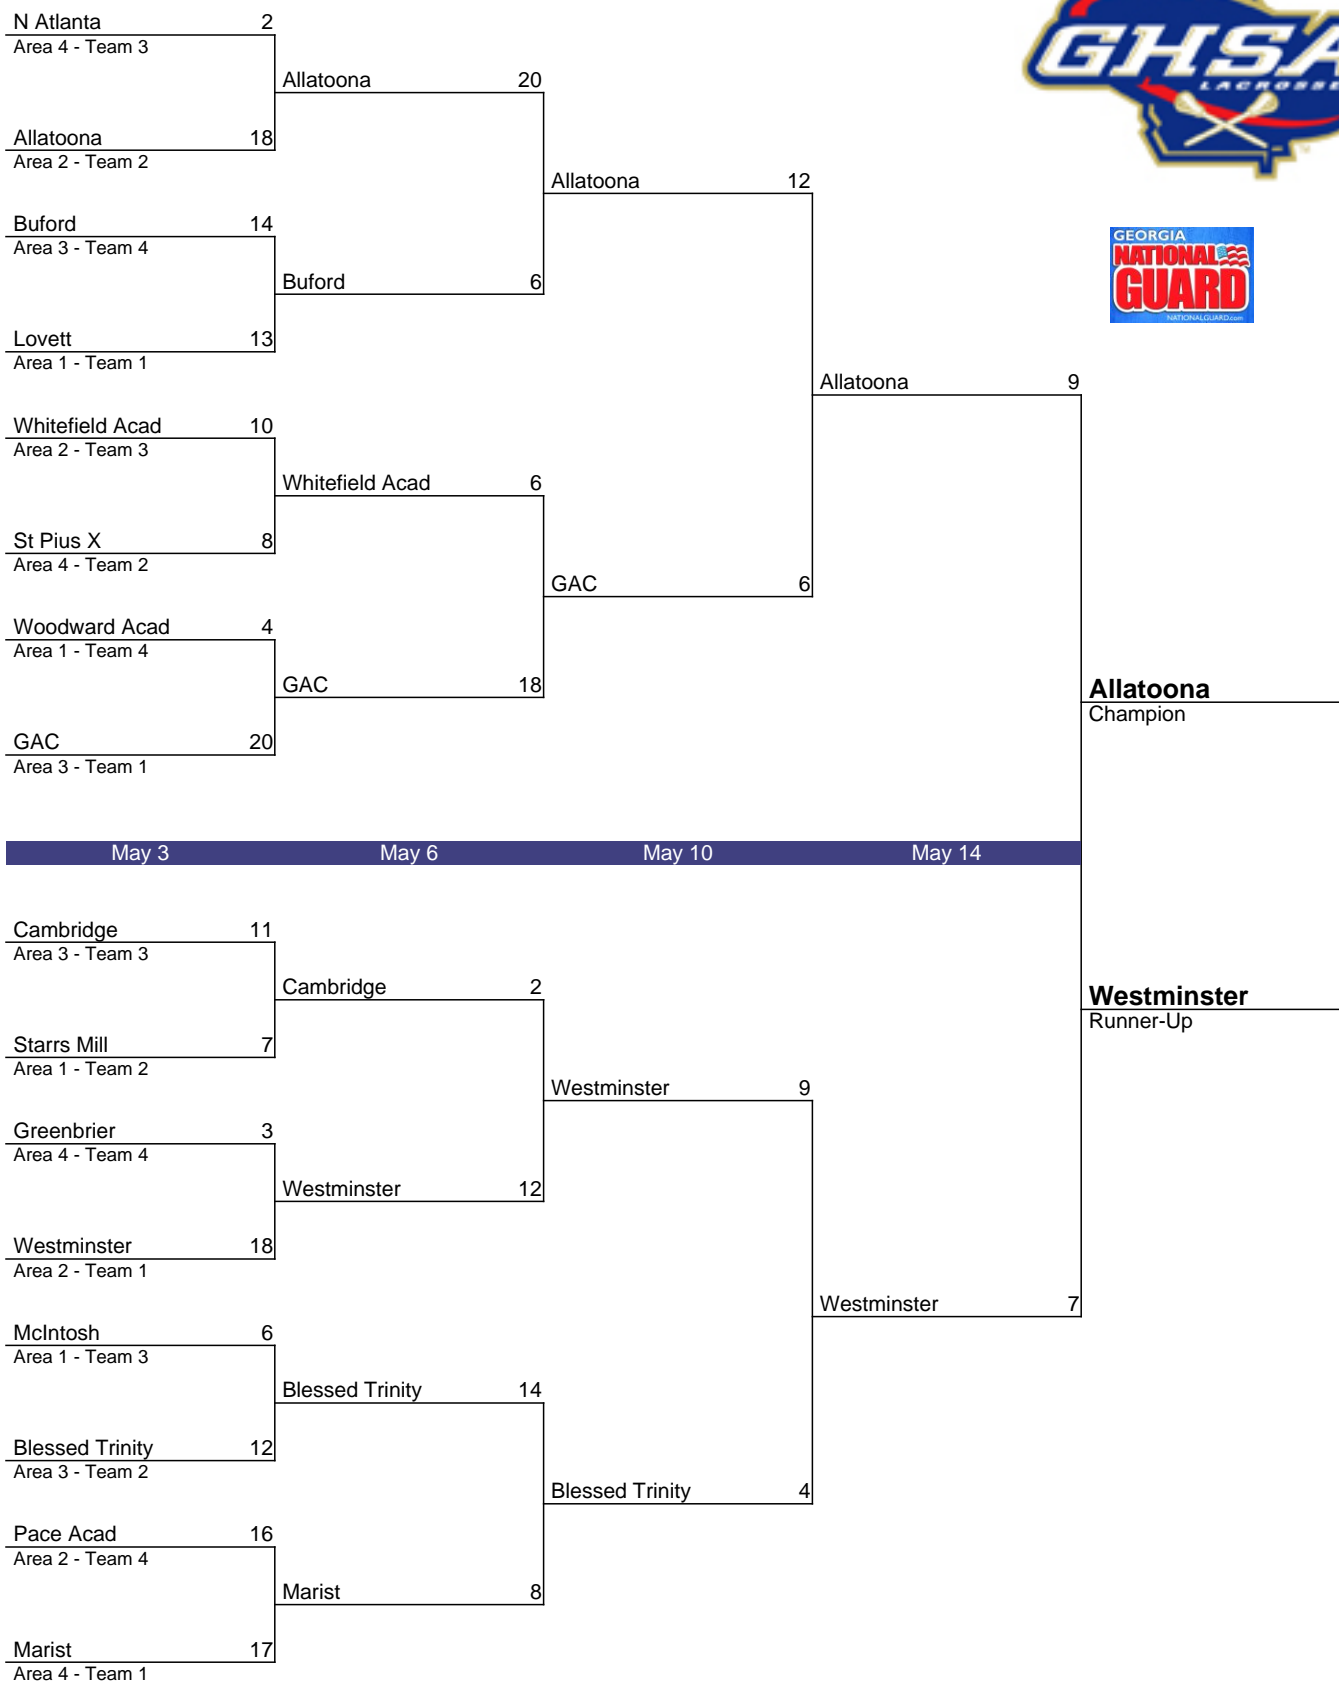 GHSA
LACROSSE
GEORGIA
NATIONAL
GUARD
NATIONALGUARD.com
N Atlanta 2
Area 4 - Team 3
Allatoona 20
Allatoona 18
Area 2 - Team 2
Allatoona 12
Buford 14
Area 3 - Team 4
Buford 6
Lovett 13
Area 1 - Team 1
Allatoona 9
Whitefield Acad 10
Area 2 - Team 3
Whitefield Acad 6
St Pius X 8
Area 4 - Team 2
GAC 6
Woodward Acad 4
Area 1 - Team 4
GAC 18
Allatoona
Champion
GAC 20
Area 3 - Team 1
May 3 May 6 May 10 May 14
Cambridge 11
Area 3 - Team 3
Cambridge 2
Westminster
Runner-Up
Starrs Mill 7
Area 1 - Team 2
Westminster 9
Greenbrier 3
Area 4 - Team 4
Westminster 12
Westminster 18
Area 2 - Team 1
Westminster 7
McIntosh 6
Area 1 - Team 3
Blessed Trinity 14
Blessed Trinity 12
Area 3 - Team 2
Blessed Trinity 4
Pace Acad 16
Area 2 - Team 4
Marist 8
Marist 17
Area 4 - Team 1